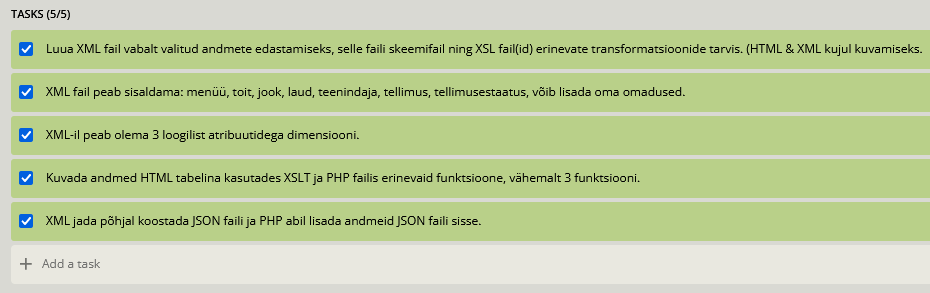 TASKS (5/5)
Luua XML fail vabalt valitud andmete edastamiseks, selle faili skeemifail ning XSL fail(id) erinevate transformatsioonide tarvis. (HTML & XML kujul kuvamiseks.
XML fail peab sisaldama: menüü, toit, jook, laud, teenindaja, tellimus, tellimusestaatus, võib lisada oma omadused.
XML-il peab olema 3 loogilist atribuutidega dimensiooni.
Kuvada andmed HTML tabelina kasutades XSLT ja PHP failis erinevaid funktsioone, vähemalt 3 funktsiooni.
XML jada põhjal koostada JSON faili ja PHP abil lisada andmeid JSON faili sisse.
Add a task